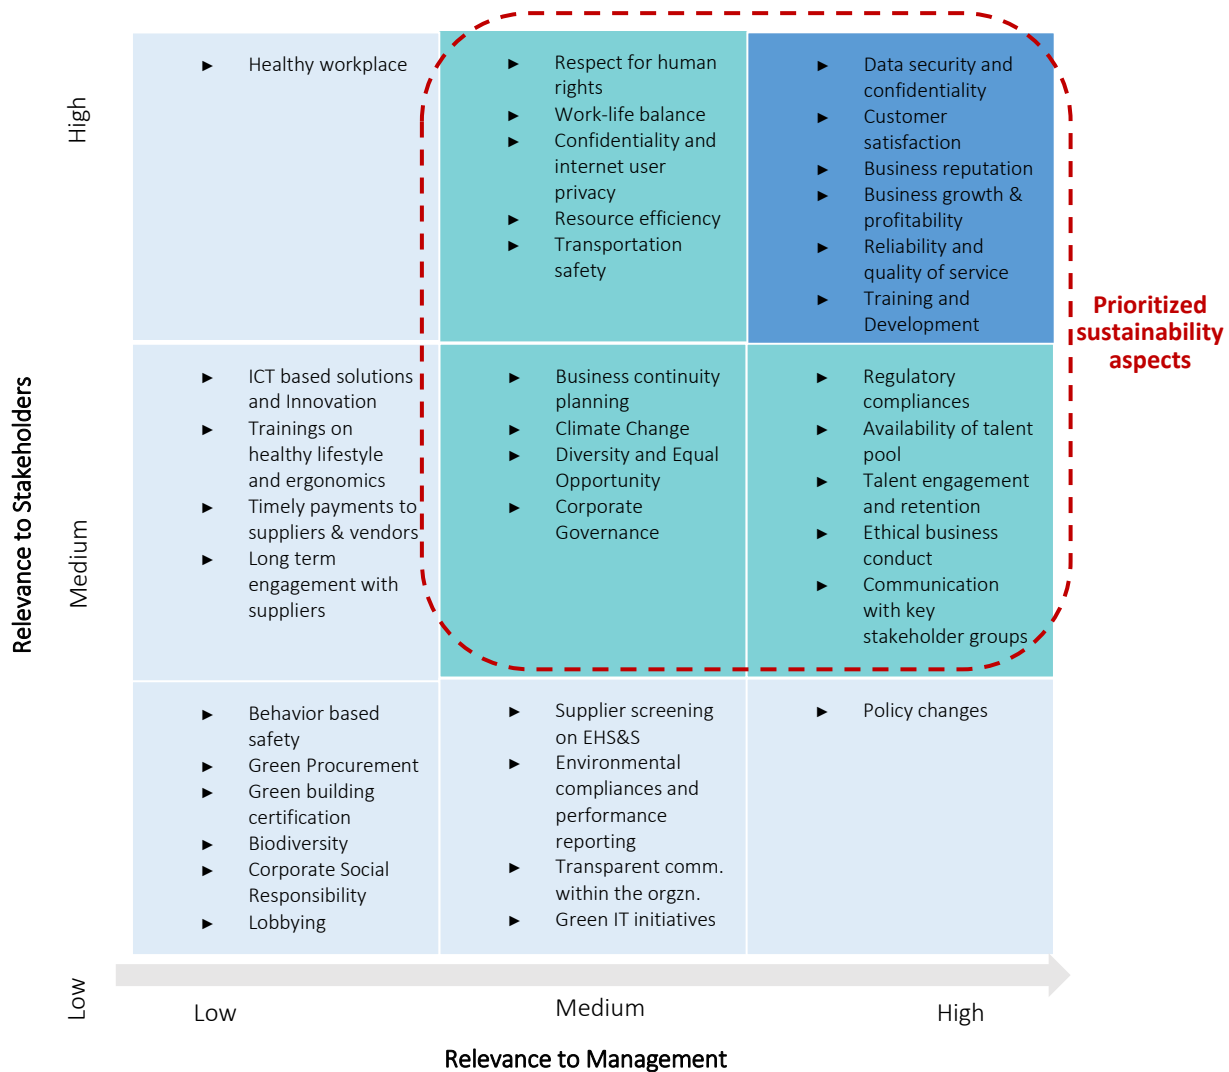 High
► Healthy workplace
► Respect for human
rights
► Work-life balance
► Confidentiality and
internet user
privacy
► Resource efficiency
► Transportation
safety
► Data security and
confidentiality
► Customer
satisfaction
► Business reputation
► Business growth &
profitability
► Reliability and
quality of service
► Training and
Development
Prioritized
sustainability
aspects
Relevance to Stakeholders
Medium
► ICT based solutions
and Innovation
► Trainings on
healthy lifestyle
and ergonomics
► Timely payments to
suppliers & vendors
► Long term
engagement with
suppliers
► Business continuity
planning
► Climate Change
► Diversity and Equal
Opportunity
► Corporate
Governance
► Regulatory
compliances
► Availability of talent
pool
► Talent engagement
and retention
► Ethical business
conduct
► Communication
with key
stakeholder groups
► Behavior based
safety
► Green Procurement
► Green building
certification
► Biodiversity
► Corporate Social
Responsibility
► Lobbying
► Supplier screening
on EHS&S
► Environmental
compliances and
performance
reporting
► Transparent comm.
within the orgzn.
► Green IT initiatives
► Policy changes
Low
Low
Medium
High
Relevance to Management